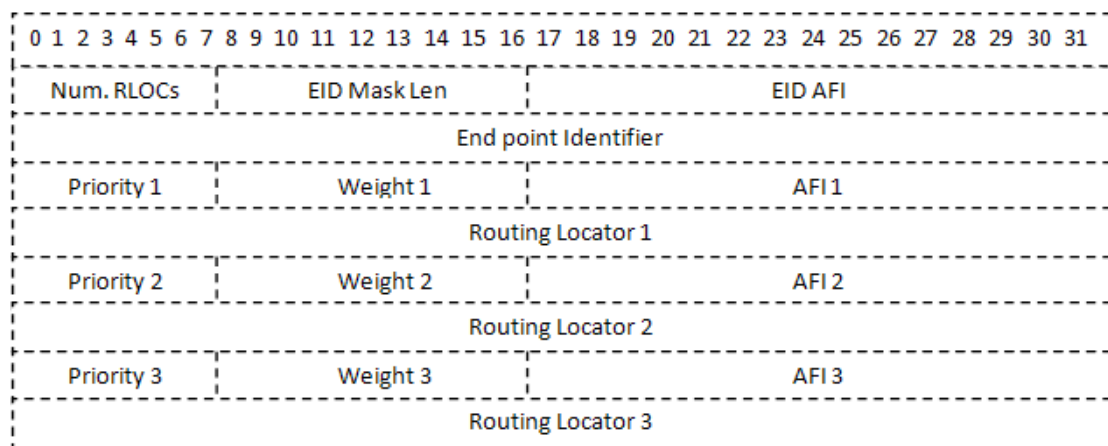 0 1 2 3 4 5 6 7 8 9 10 11 12 13 14 15 16 17 18 19 20 21 22 23 24 25 26 27 28 29 30 31
Num. RLOCs EID Mask Len EID AFI
End point Identifier
Priority 1 Weight 1 AFI 1
Routing Locator 1
Priority 2 Weight 2 AFI 2
Routing Locator 2
Priority 3 Weight 3 AFI 3
Routing Locator 3